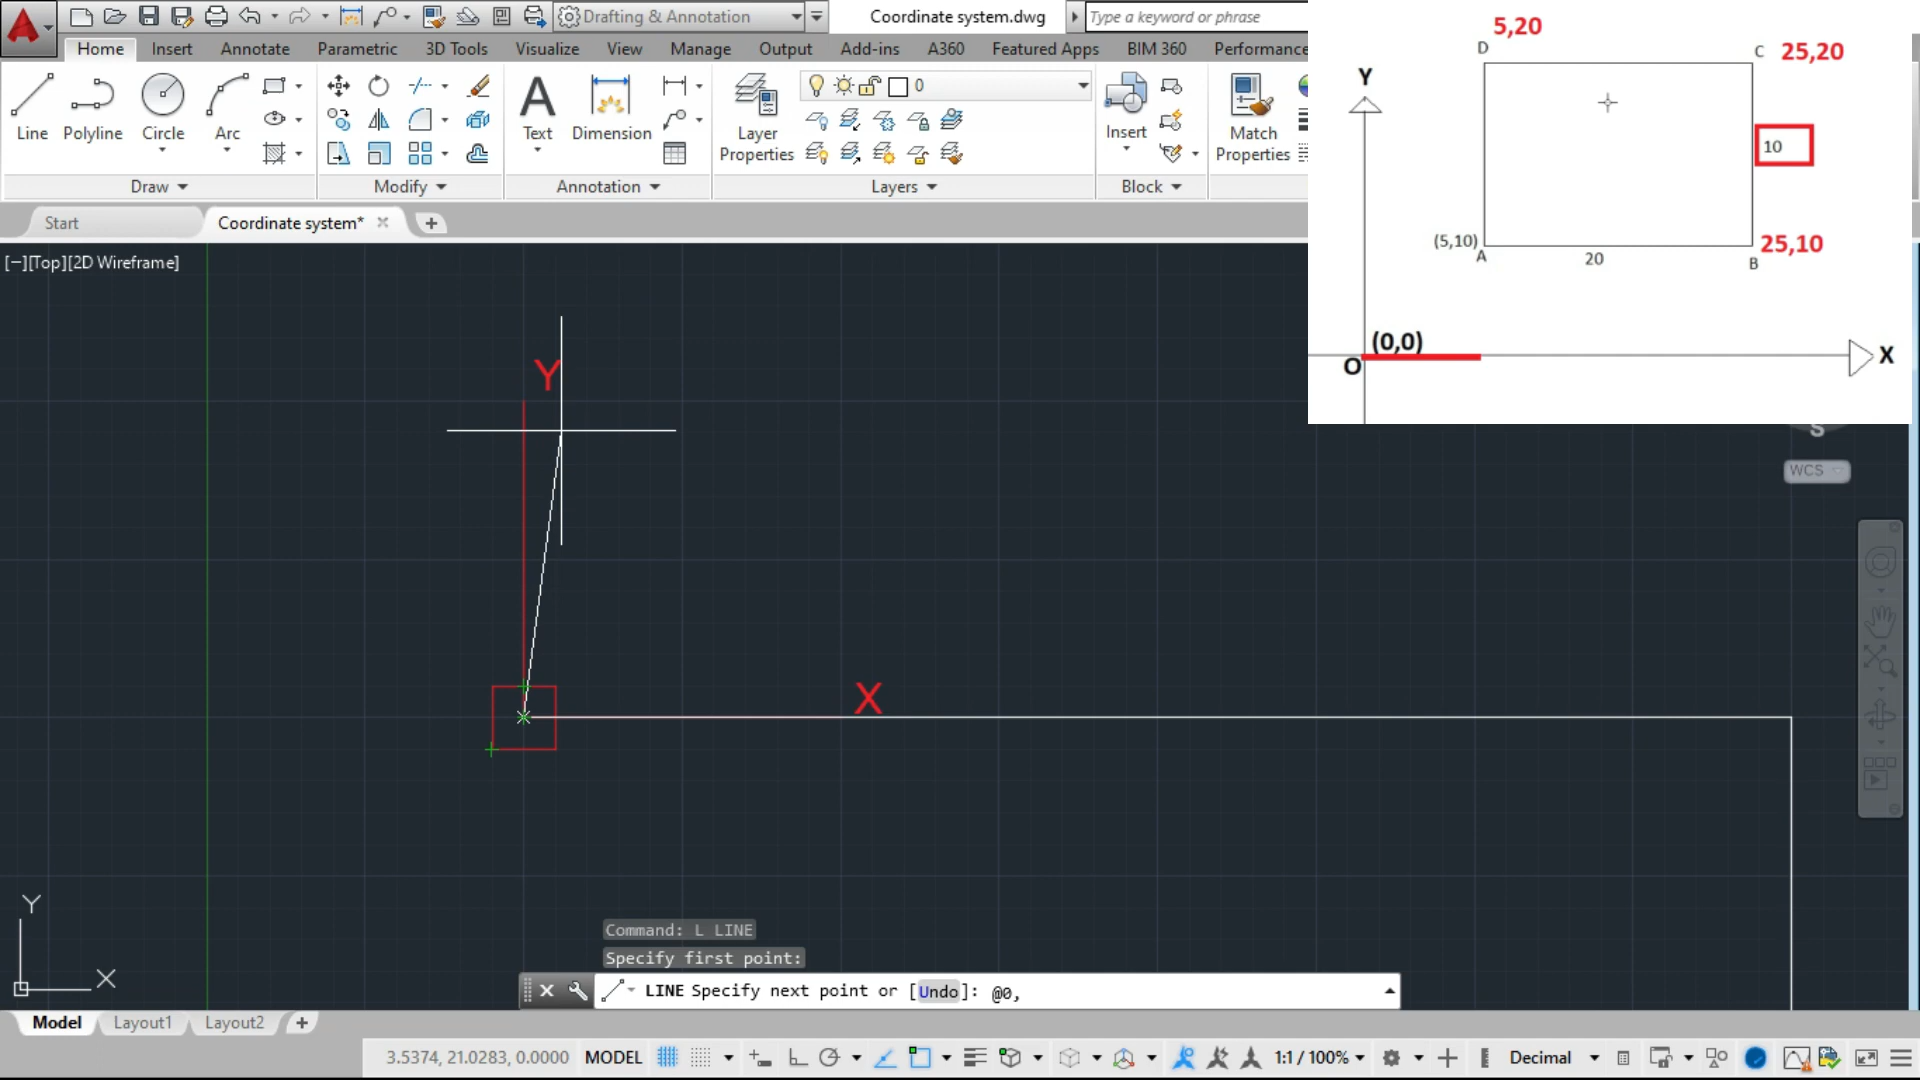 Drafting & Annotation
Coordinate system.dwg
Type a keyword or phrase
Home Insert Annotate Parametric 3D Tools Visualize View Manage Output Add-ins A360 Featured Apps BIM 360 Performance
0
Line Polyline Circle Arc
A
Text Dimension
Layer
Properties
Insert
Match
Properties
Draw Modify Annotation Layers Block
Start Coordinate system*
[−][Top][2D Wireframe]
5,20
D
C 25,20
Y
10
(5,10)
A
20
25,10
B
(0,0)
O
X
Y
S
WCS
X
Y
X
Command: L LINE
Specify first point:
LINE Specify next point or [Undo]: @0,
Model Layout1 Layout2
3.5374, 21.0283, 0.0000 MODEL 1:1 / 100% Decimal